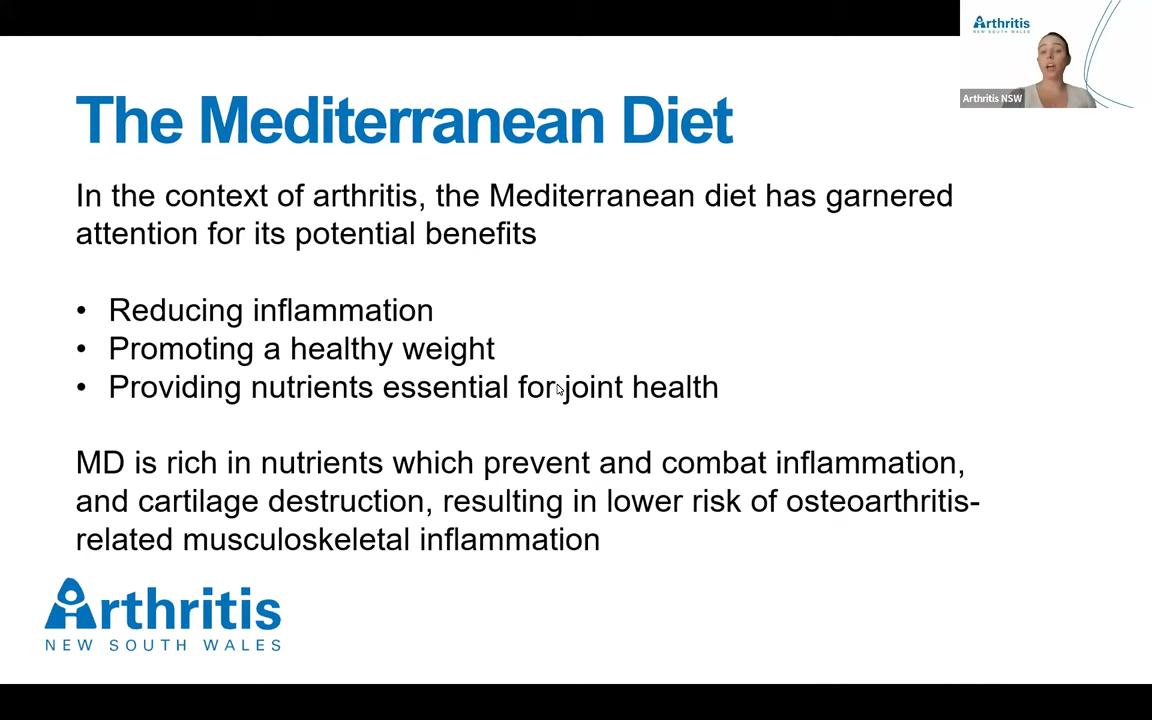 Arthritis
NEW SOUTH WALES
Arthritis NSW
The Mediterranean Diet
In the context of arthritis, the Mediterranean diet has garnered
attention for its potential benefits
• Reducing inflammation
• Promoting a healthy weight
• Providing nutrients essential for joint health
MD is rich in nutrients which prevent and combat inflammation,
and cartilage destruction, resulting in lower risk of osteoarthritis-
related musculoskeletal inflammation
Arthritis
NEW SOUTH WALES